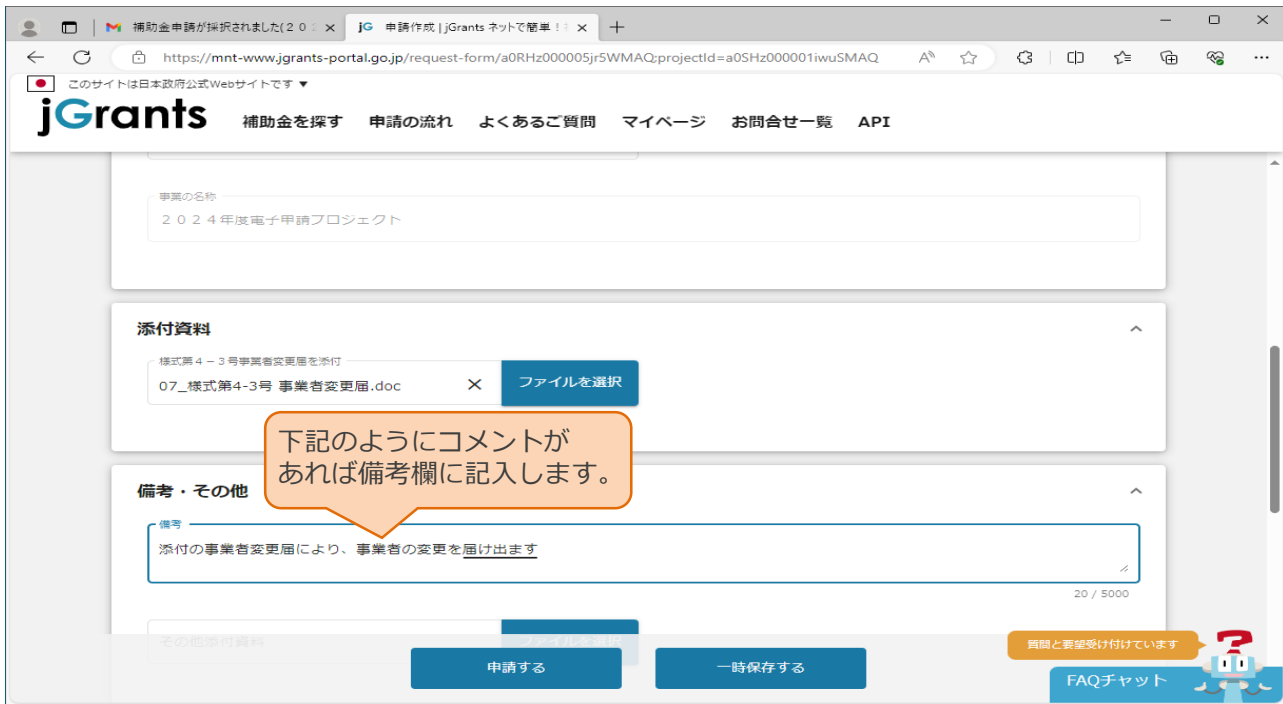 補助金申請が採択されました(２０
jG 申請作成 | jGrants ネットで簡単！
https://mnt-www.jgrants-portal.go.jp/request-form/a0RHz000005jr5WMAQ;projectId=a0SHz000001iwuSMAQ
このサイトは日本政府公式Webサイトです ▼
jGrants 補助金を探す 申請の流れ よくあるご質問 マイページ お問合せ一覧 API
事業の名称
２０２４年度電子申請プロジェクト
添付資料
様式第４－３号事業者変更届を添付
07_様式第4-3号 事業者変更届.doc
ファイルを選択
下記のようにコメントが
あれば備考欄に記入します。
備考・その他
備考
添付の事業者変更届により、事業者の変更を届け出ます
20 / 5000
その他添付資料
ファイルを選択
質問と要望受け付けています
申請する
一時保存する
FAQチャット